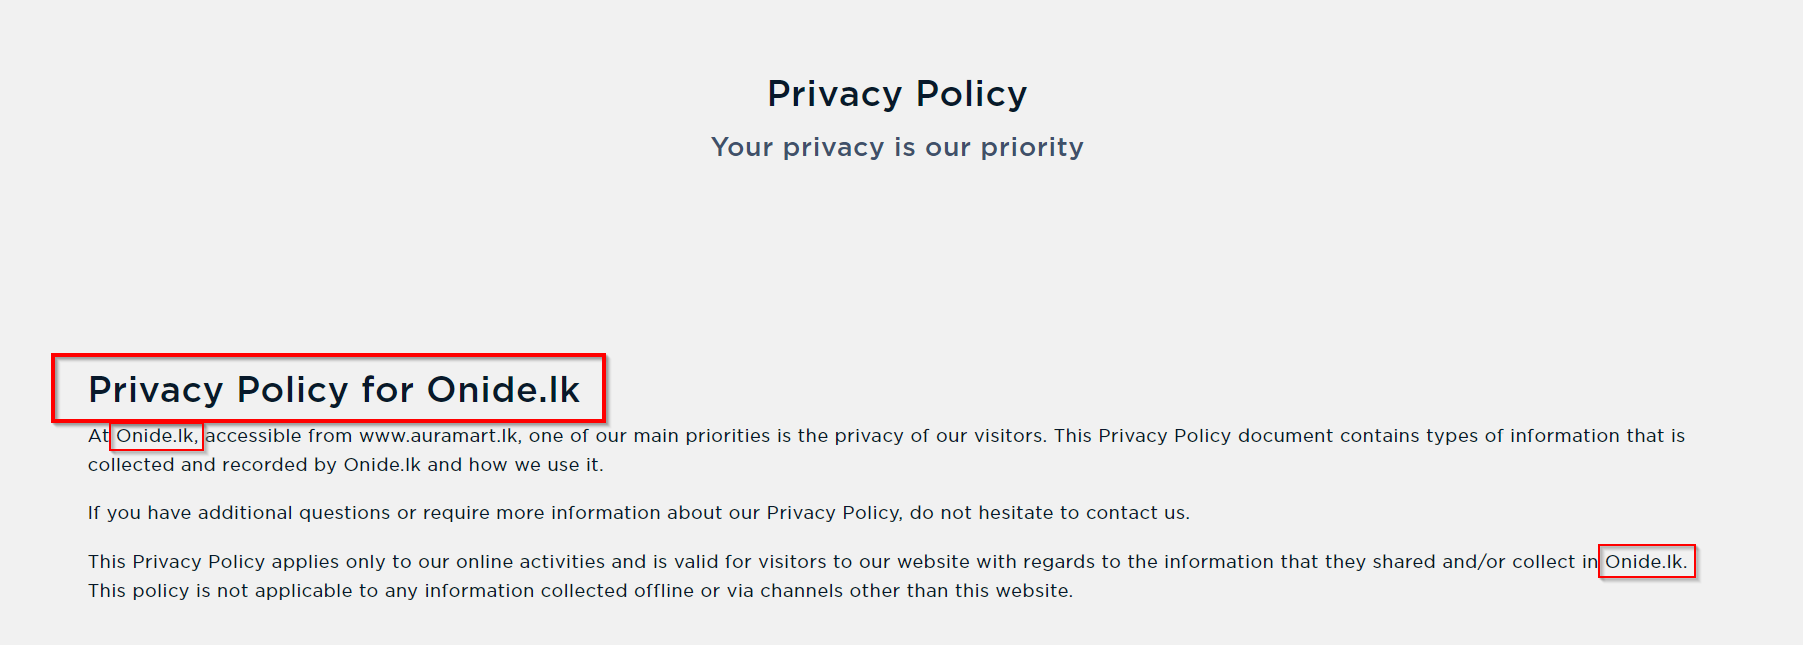 Privacy Policy
Your privacy is our priority
Privacy Policy for Onide.lk
At Onide.lk, accessible from www.auramart.lk, one of our main priorities is the privacy of our visitors. This Privacy Policy document contains types of information that is
collected and recorded by Onide.lk and how we use it.
If you have additional questions or require more information about our Privacy Policy, do not hesitate to contact us.
This Privacy Policy applies only to our online activities and is valid for visitors to our website with regards to the information that they shared and/or collect in Onide.lk.
This policy is not applicable to any information collected offline or via channels other than this website.